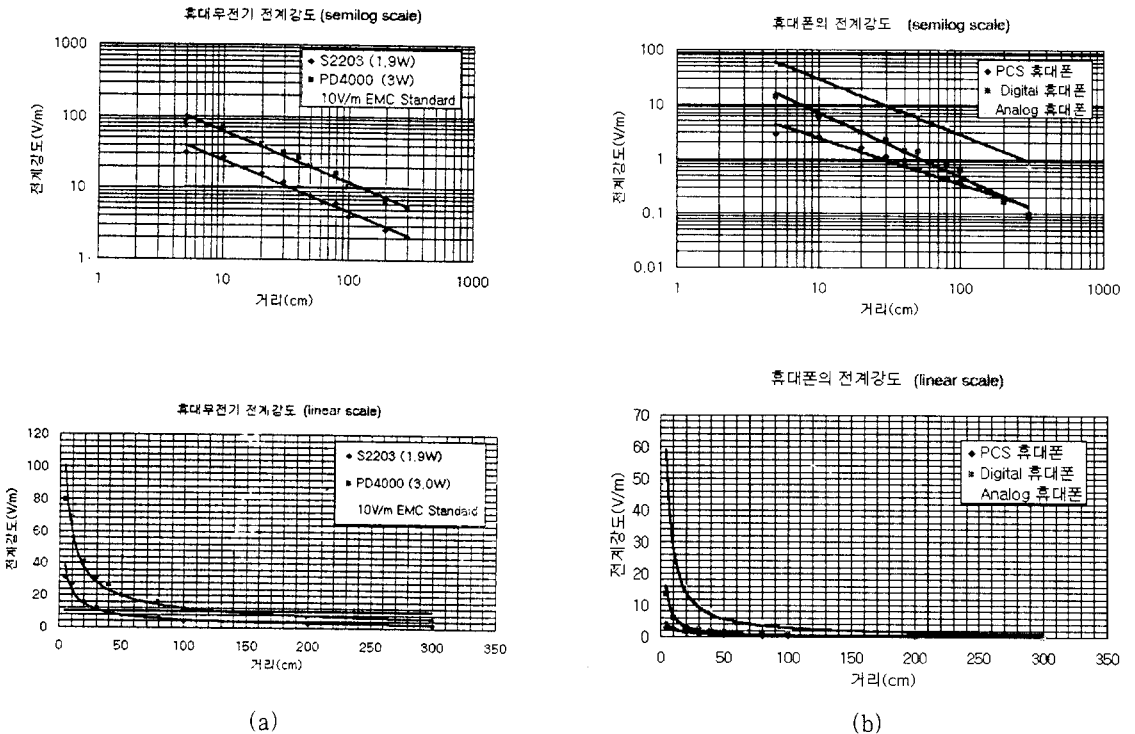 휴대무전기 전계강도 (semilog scale)
전계강도(V/m)
1000
100
10
1
S2203 (1,9W)
PD4000 (3W)
10V/m EMC Standard
1 10 100 1000
거리(cm)
휴대폰의 전계강도 (semilog scale)
전계강도(V/m)
100
10
1
0.1
0.01
PCS 휴대폰
Digital 휴대폰
Analog 휴대폰
1 10 100 1000
거리(cm)
휴대무전기 전계강도 (linear scale)
전계강도(V/m)
120
100
80
60
40
20
0
S2203 (1,9W)
PD4000 (3,0W)
10V/m EMC Standard
0 50 100 150 200 250 300 350
거리(cm)
(a)
휴대폰의 전계강도 (linear scale)
전계강도(V/m)
70
60
50
40
30
20
10
0
PCS 휴대폰
Digital 휴대폰
Analog 휴대폰
0 50 100 150 200 250 300 350
거리(cm)
(b)